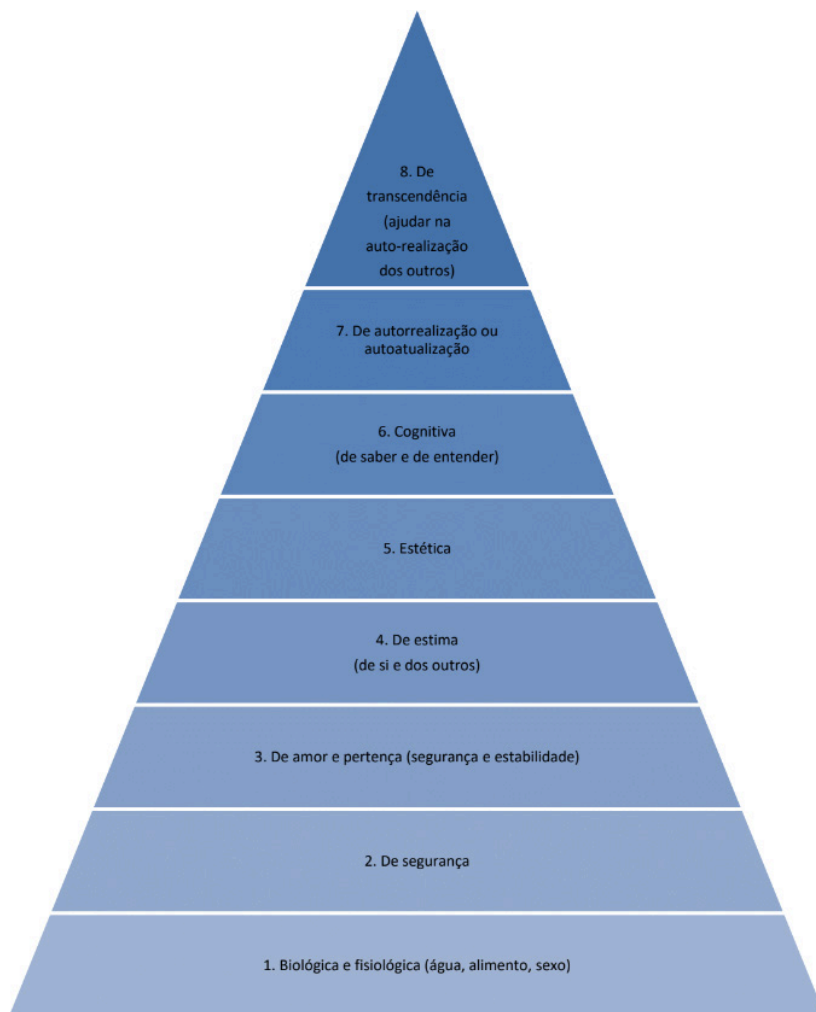 8. De
transcendência
(ajudar na
auto-realização
dos outros)
7. De autorrealização ou
autoatualização
6. Cognitiva
(de saber e de entender)
5. Estética
4. De estima
(de si e dos outros)
3. De amor e pertença (segurança e estabilidade)
2. De segurança
1. Biológica e fisiológica (água, alimento, sexo)